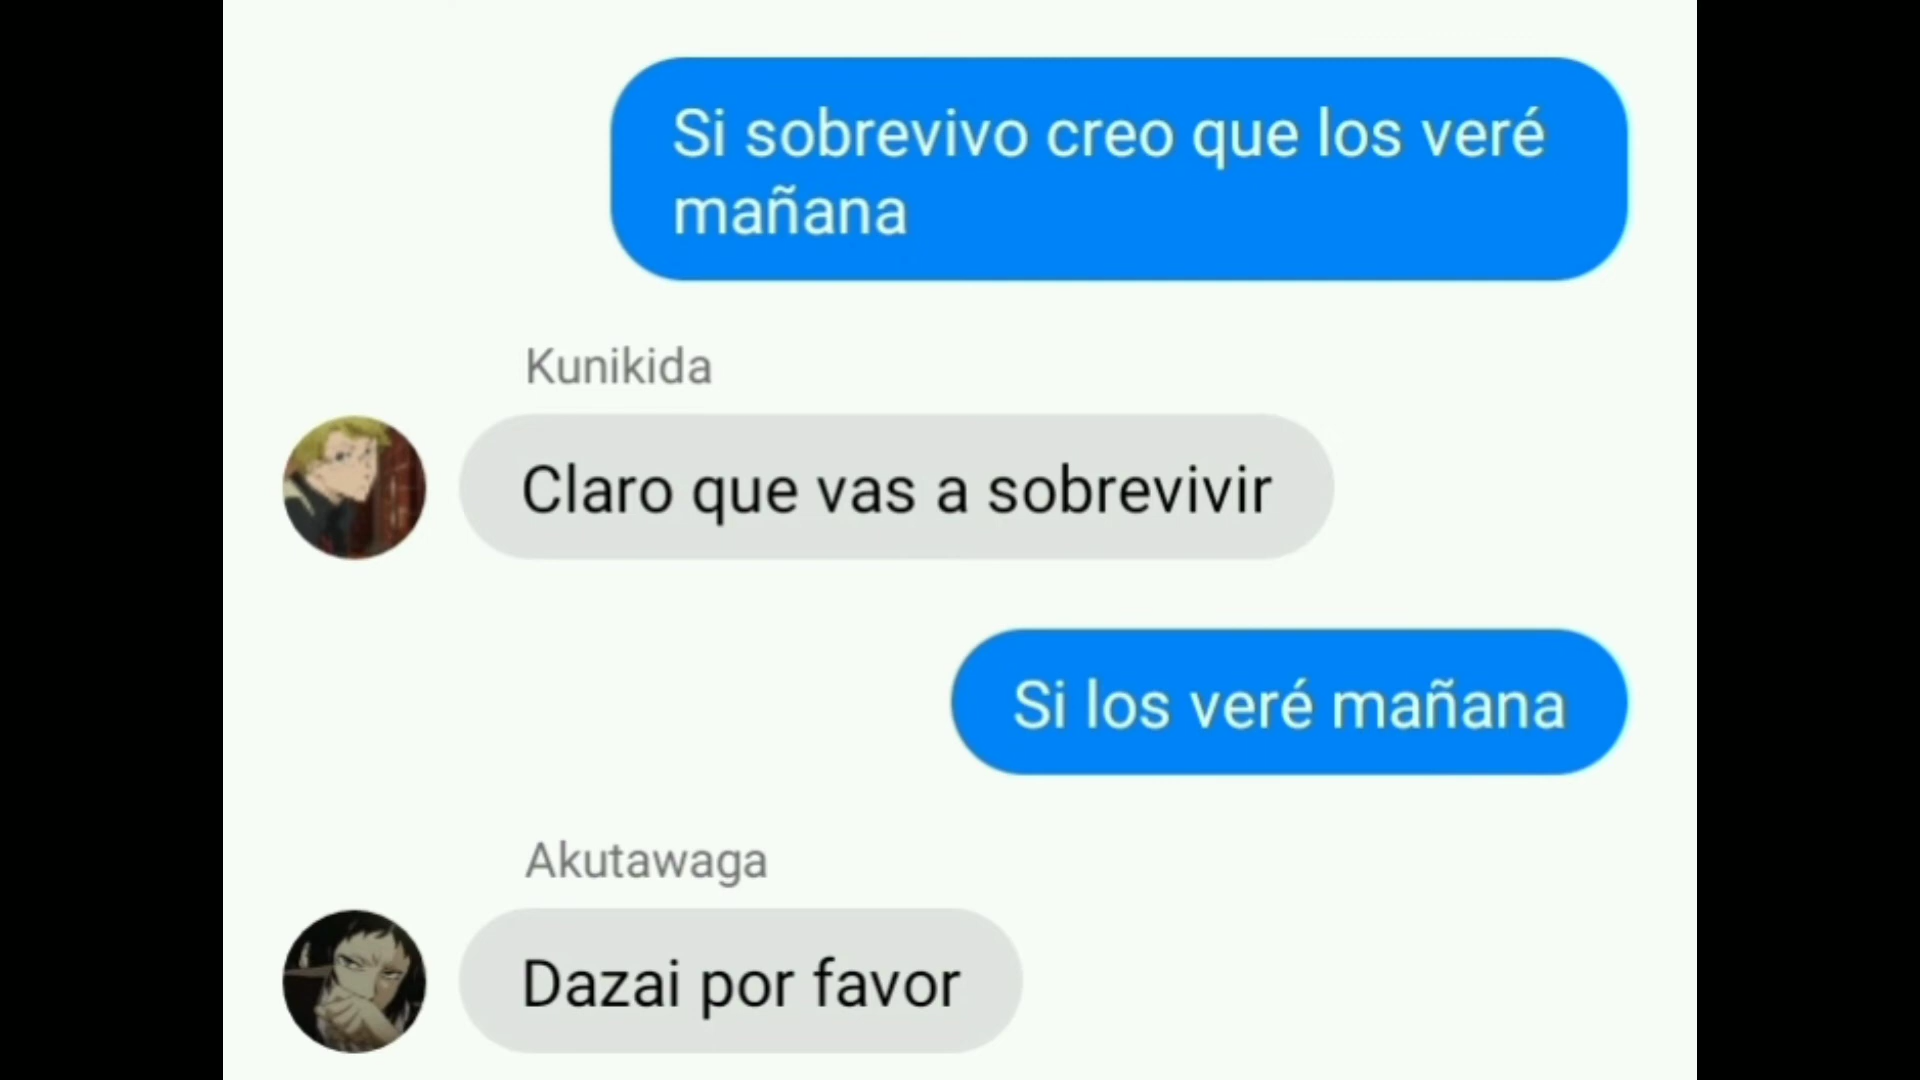 Si sobrevivo creo que los veré
mañana
Kunikida
Claro que vas a sobrevivir
Si los veré mañana
Akutawaga
Dazai por favor